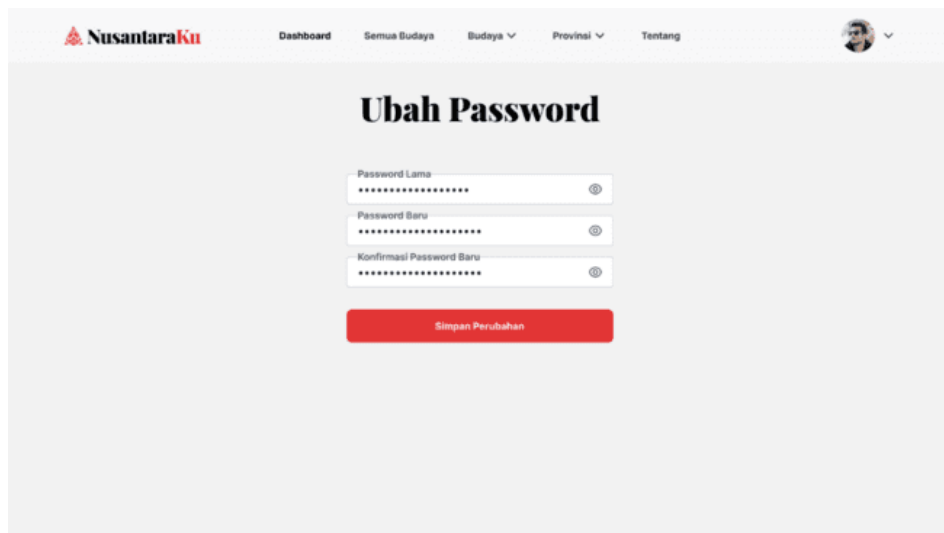 NusantaraKu
Dashboard Semua Budaya Budaya Provinsi Tentang
Ubah Password
Password Lama
••••••••••••••••••
Password Baru
••••••••••••••••••••
Konfirmasi Password Baru
••••••••••••••••••••
Simpan Perubahan